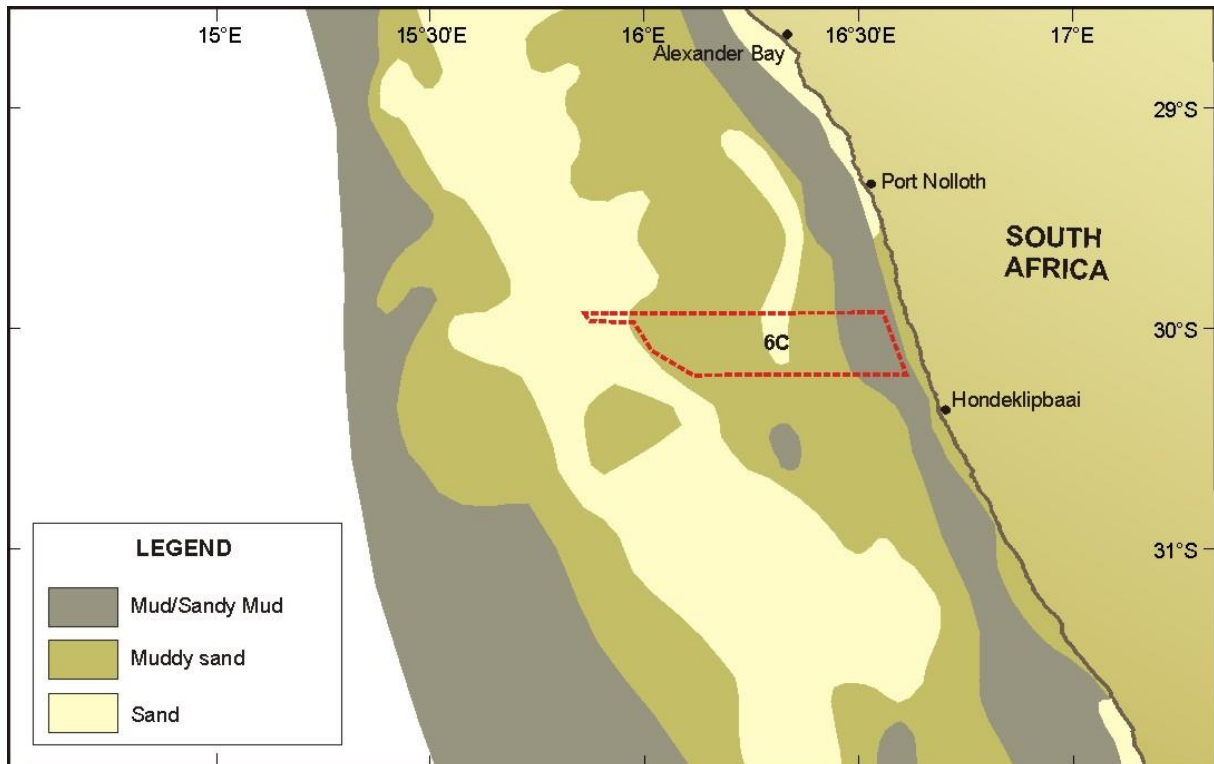 15°E
15°30'E
16°E
16°30'E
17°E
Alexander Bay
29°S
Port Nolloth
SOUTH
AFRICA
30°S
6C
Hondeklipbaai
31°S
LEGEND
Mud/Sandy Mud
Muddy sand
Sand